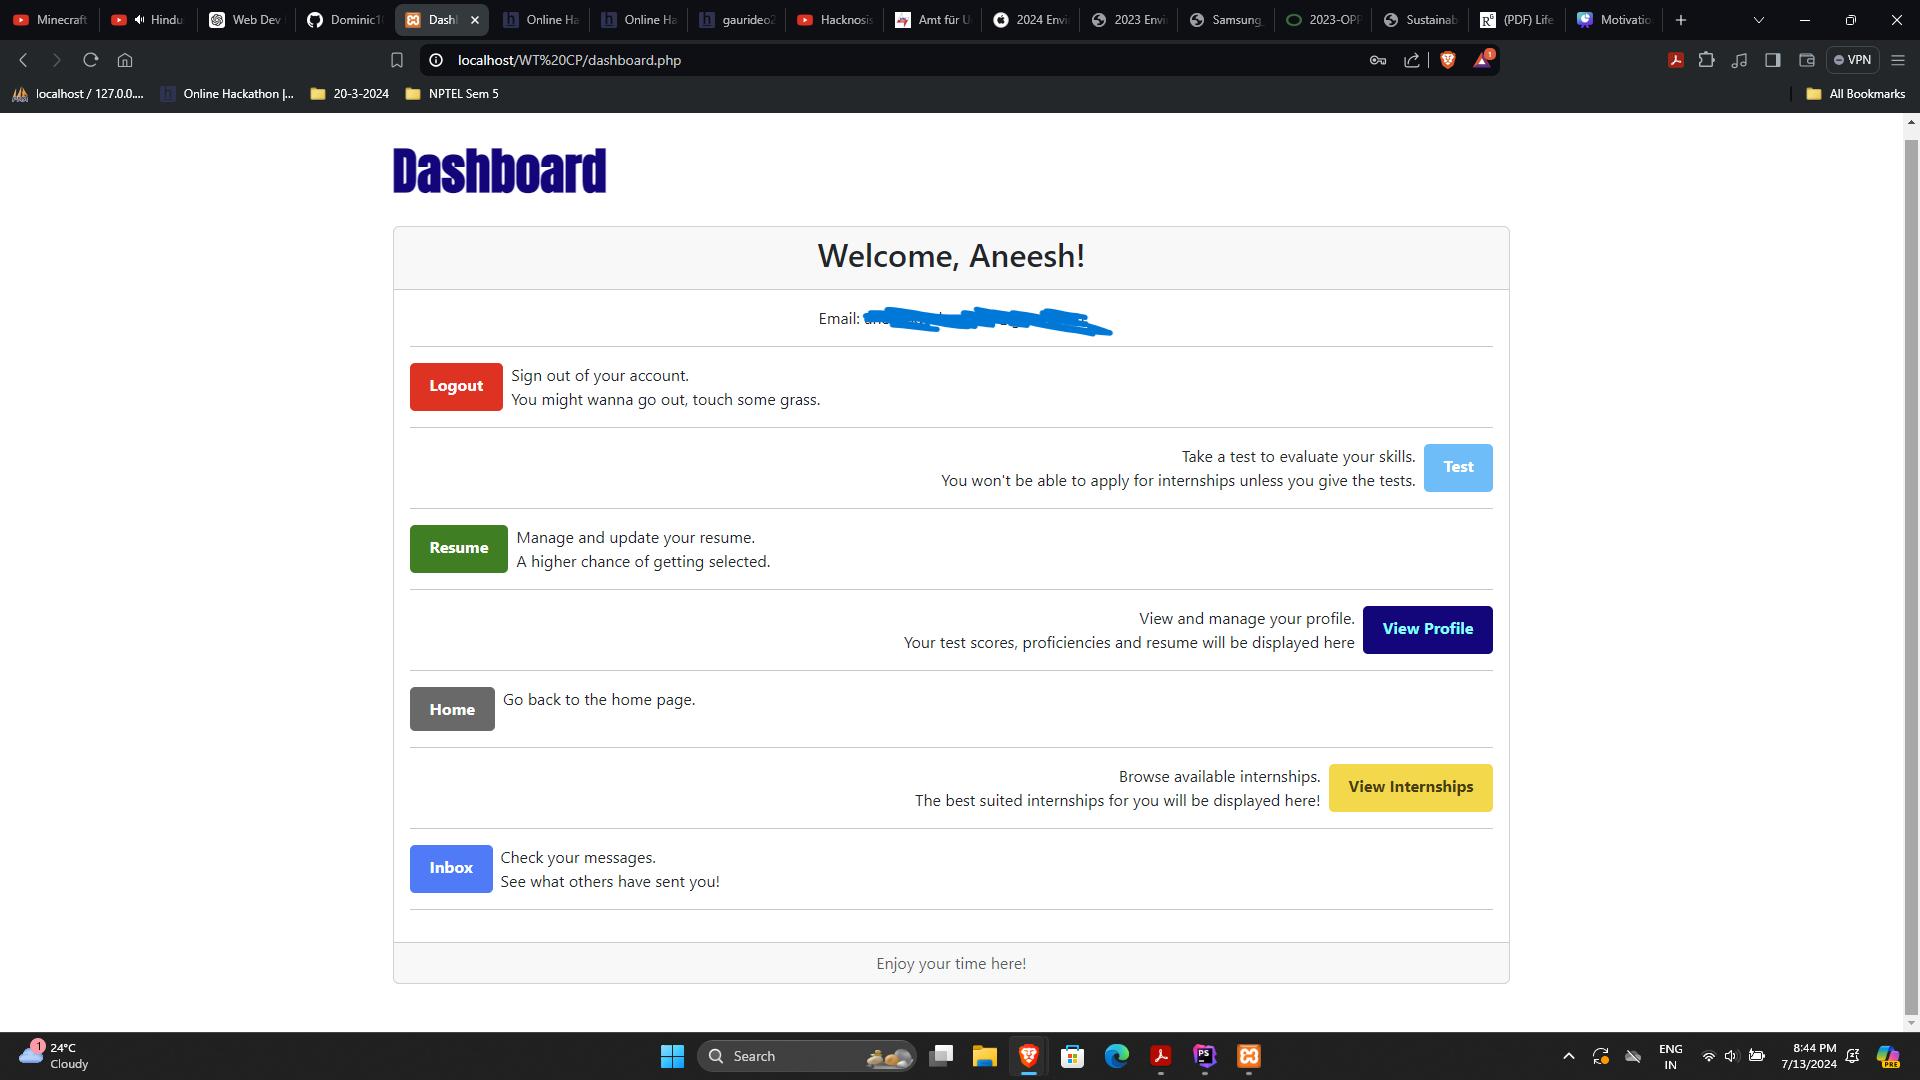 Minecraft
Hindu
Web Dev
Dominic1
Dash
Online Ha
Online Ha
gaurideo2
Hacknosis
Amt für U
2024 Envi
2023 Envi
Samsung_
2023-OPP
Sustainab
(PDF) Life
Motivatio
localhost/WT%20CP/dashboard.php
1
VPN
localhost / 127.0.0....
Online Hackathon |...
20-3-2024
NPTEL Sem 5
All Bookmarks
Dashboard
Welcome, Aneesh!
Email:
Logout
Sign out of your account.
You might wanna go out, touch some grass.
Take a test to evaluate your skills.
You won't be able to apply for internships unless you give the tests.
Test
Resume
Manage and update your resume.
A higher chance of getting selected.
View and manage your profile.
Your test scores, proficiencies and resume will be displayed here
View Profile
Home
Go back to the home page.
Browse available internships.
The best suited internships for you will be displayed here!
View Internships
Inbox
Check your messages.
See what others have sent you!
Enjoy your time here!
1
24°C
Cloudy
Search
PS
ENG
IN
8:44 PM
7/13/2024
PRE